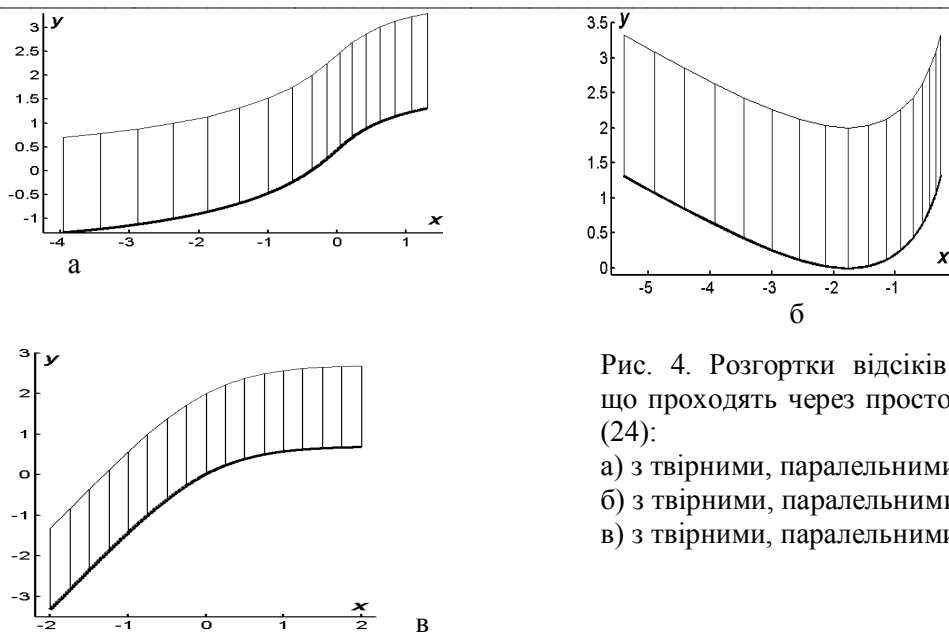 y
3
2.5
2
1.5
1
0.5
0
-0.5
-1
-4 -3 -2 -1 0 1
x
а
y
3.5
3
2.5
2
1.5
1
0.5
0
-5 -4 -3 -2 -1
x
б
y
3
2
1
0
-1
-2
-3
-2 -1 0 1 2
x
в
Рис. 4. Розгортки відсіків
що проходять через просто
(24):
а) з твірними, паралельними
б) з твірними, паралельними
в) з твірними, паралельними